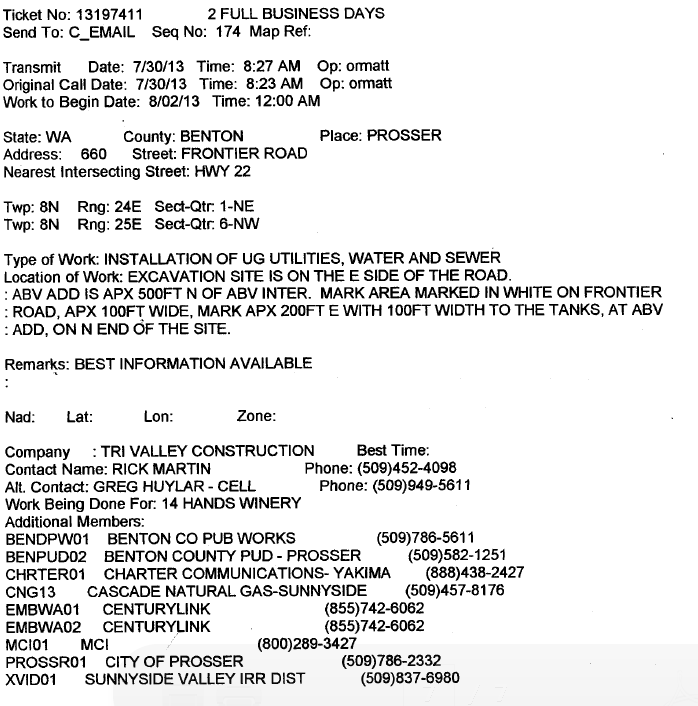 Ticket No: 13197411 2 FULL BUSINESS DAYS
Send To: C_EMAIL Seq No: 174 Map Ref:
Transmit Date: 7/30/13 Time: 8:27 AM Op: ormatt
Original Call Date: 7/30/13 Time: 8:23 AM Op: ormatt
Work to Begin Date: 8/02/13 Time: 12:00 AM
State: WA County: BENTON Place: PROSSER
Address: 660 Street: FRONTIER ROAD
Nearest Intersecting Street: HWY 22
Twp: 8N Rng: 24E Sect-Qtr: 1-NE
Twp: 8N Rng: 25E Sect-Qtr: 6-NW
Type of Work: INSTALLATION OF UG UTILITIES, WATER AND SEWER
Location of Work: EXCAVATION SITE IS ON THE E SIDE OF THE ROAD.
: ABV ADD IS APX 500FT N OF ABV INTER. MARK AREA MARKED IN WHITE ON FRONTIER
: ROAD, APX 100FT WIDE, MARK APX 200FT E WITH 100FT WIDTH TO THE TANKS, AT ABV
: ADD, ON N END OF THE SITE.
Remarks: BEST INFORMATION AVAILABLE
:
Nad: Lat: Lon: Zone:
Company : TRI VALLEY CONSTRUCTION Best Time:
Contact Name: RICK MARTIN Phone: (509)452-4098
Alt. Contact: GREG HUYLAR - CELL Phone: (509)949-5611
Work Being Done For: 14 HANDS WINERY
Additional Members:
BENDPW01 BENTON CO PUB WORKS (509)786-5611
BENPUD02 BENTON COUNTY PUD - PROSSER (509)582-1251
CHRTER01 CHARTER COMMUNICATIONS- YAKIMA (888)438-2427
CNG13 CASCADE NATURAL GAS-SUNNYSIDE (509)457-8176
EMBWA01 CENTURYLINK (855)742-6062
EMBWA02 CENTURYLINK (855)742-6062
MCI01 MCI (800)289-3427
PROSSR01 CITY OF PROSSER (509)786-2332
XVID01 SUNNYSIDE VALLEY IRR DIST (509)837-6980